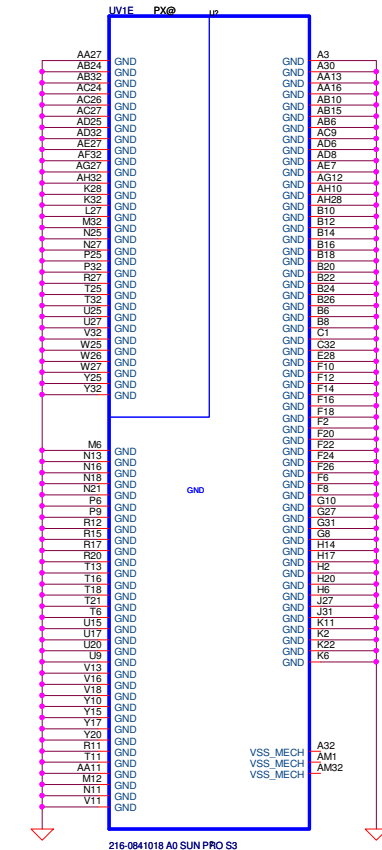 UV1E PX@
AA27 GND
AB24 GND
AB32 GND
AC24 GND
AC26 GND
AC27 GND
AD25 GND
AD32 GND
AE27 GND
AF32 GND
AG27 GND
AH32 GND
K28 GND
K32 GND
L27 GND
M32 GND
N25 GND
N27 GND
P25 GND
P32 GND
R27 GND
T25 GND
T32 GND
U25 GND
U27 GND
V32 GND
W25 GND
W26 GND
W27 GND
Y25 GND
Y32 GND
M6 GND
N13 GND
N16 GND
N18 GND
N21 GND
P6 GND
P9 GND
R12 GND
R15 GND
R17 GND
R20 GND
T13 GND
T16 GND
T18 GND
T21 GND
T6 GND
U15 GND
U17 GND
U20 GND
U9 GND
V13 GND
V16 GND
V18 GND
Y10 GND
Y15 GND
Y17 GND
Y20 GND
R11 GND
T11 GND
AA11 GND
M12 GND
N11 GND
V11 GND
GND
GND A3
GND A30
GND AA13
GND AA16
GND AB10
GND AB15
GND AB6
GND AC9
GND AD6
GND AD8
GND AE7
GND AG12
GND AH10
GND AH28
GND B10
GND B12
GND B14
GND B16
GND B18
GND B20
GND B22
GND B24
GND B26
GND B6
GND B8
GND C1
GND C32
GND E28
GND F10
GND F12
GND F14
GND F16
GND F18
GND F2
GND F20
GND F22
GND F24
GND F26
GND F6
GND F8
GND G10
GND G27
GND G31
GND G8
GND H14
GND H17
GND H2
GND H20
GND H6
GND J27
GND J31
GND K11
GND K2
GND K22
GND K6
VSS_MECH A32
VSS_MECH AM1
VSS_MECH AM32
216-0841018 A0 SUN PRO S3